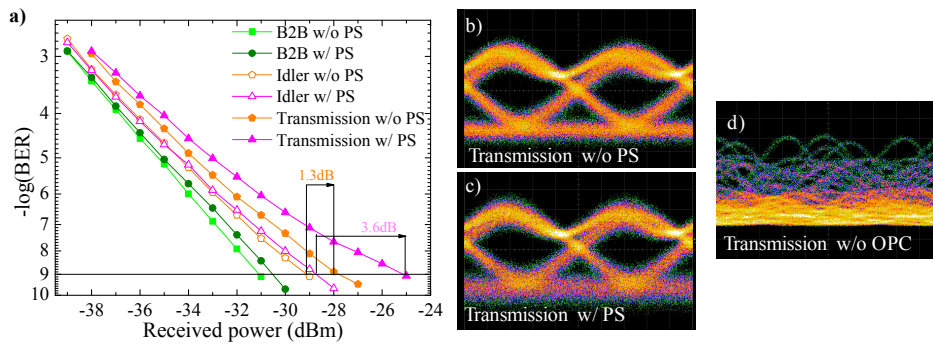 a)
B2B w/o PS
B2B w/ PS
Idler w/o PS
Idler w/ PS
Transmission w/o PS
Transmission w/ PS
1.3dB
3.6dB
3
4
5
6
7
8
9
10
-log(BER)
-38 -36 -34 -32 -30 -28 -26 -24
Received power (dBm)
b)
Transmission w/o PS
c)
Transmission w/ PS
d)
Transmission w/o OPC